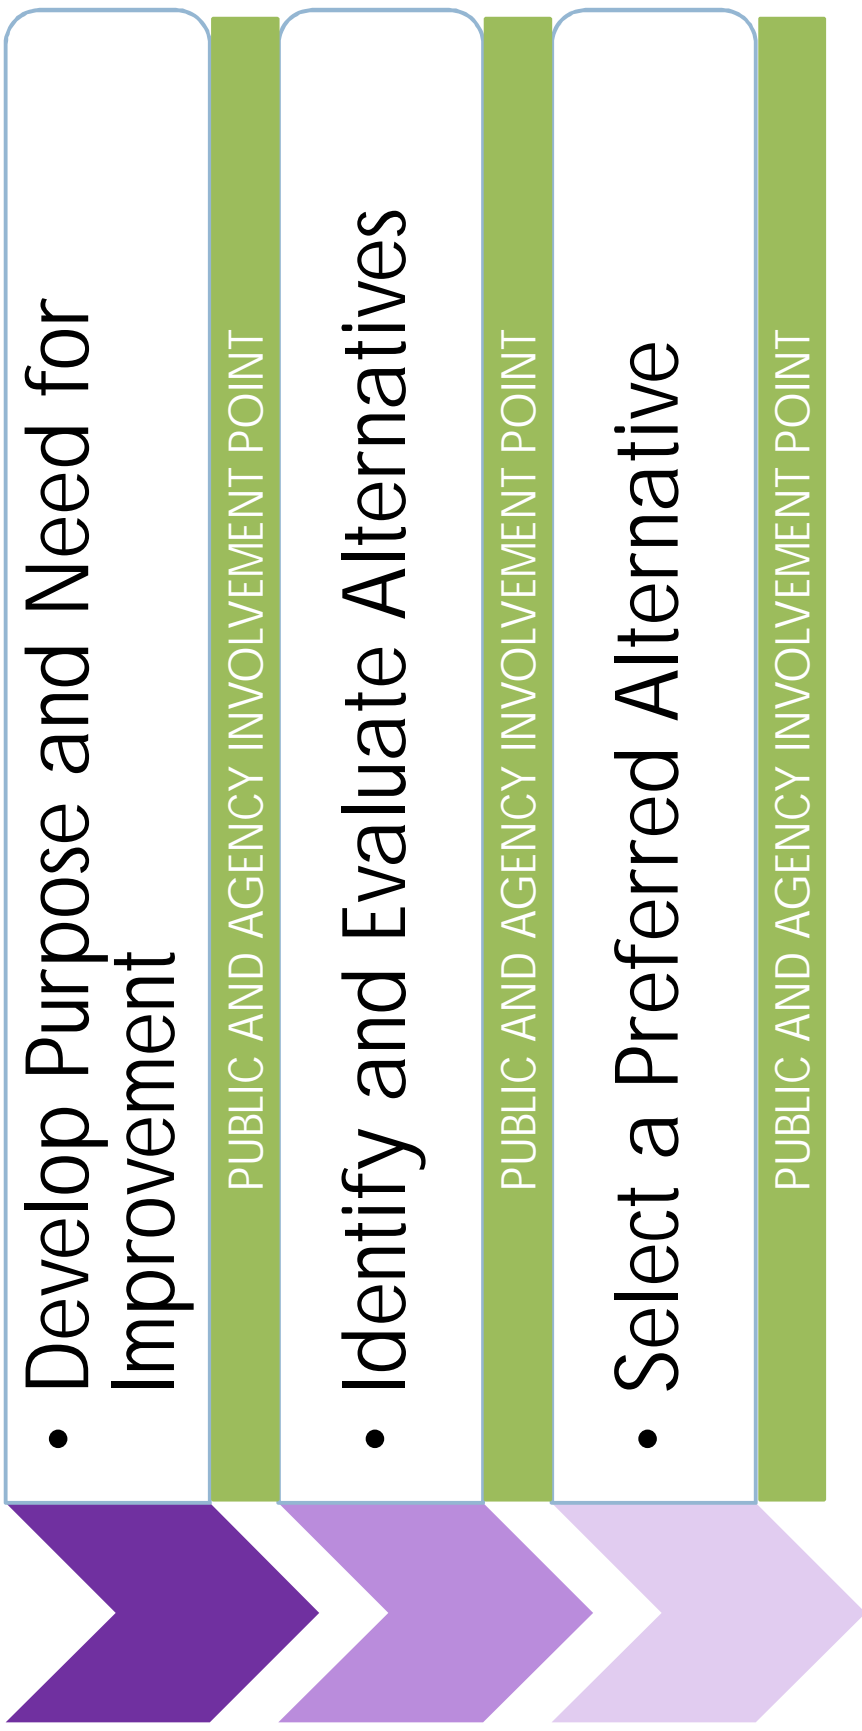 • Develop Purpose and Need for
Improvement
PUBLIC AND AGENCY INVOLVEMENT POINT
• Identify and Evaluate Alternatives
PUBLIC AND AGENCY INVOLVEMENT POINT
• Select a Preferred Alternative
PUBLIC AND AGENCY INVOLVEMENT POINT